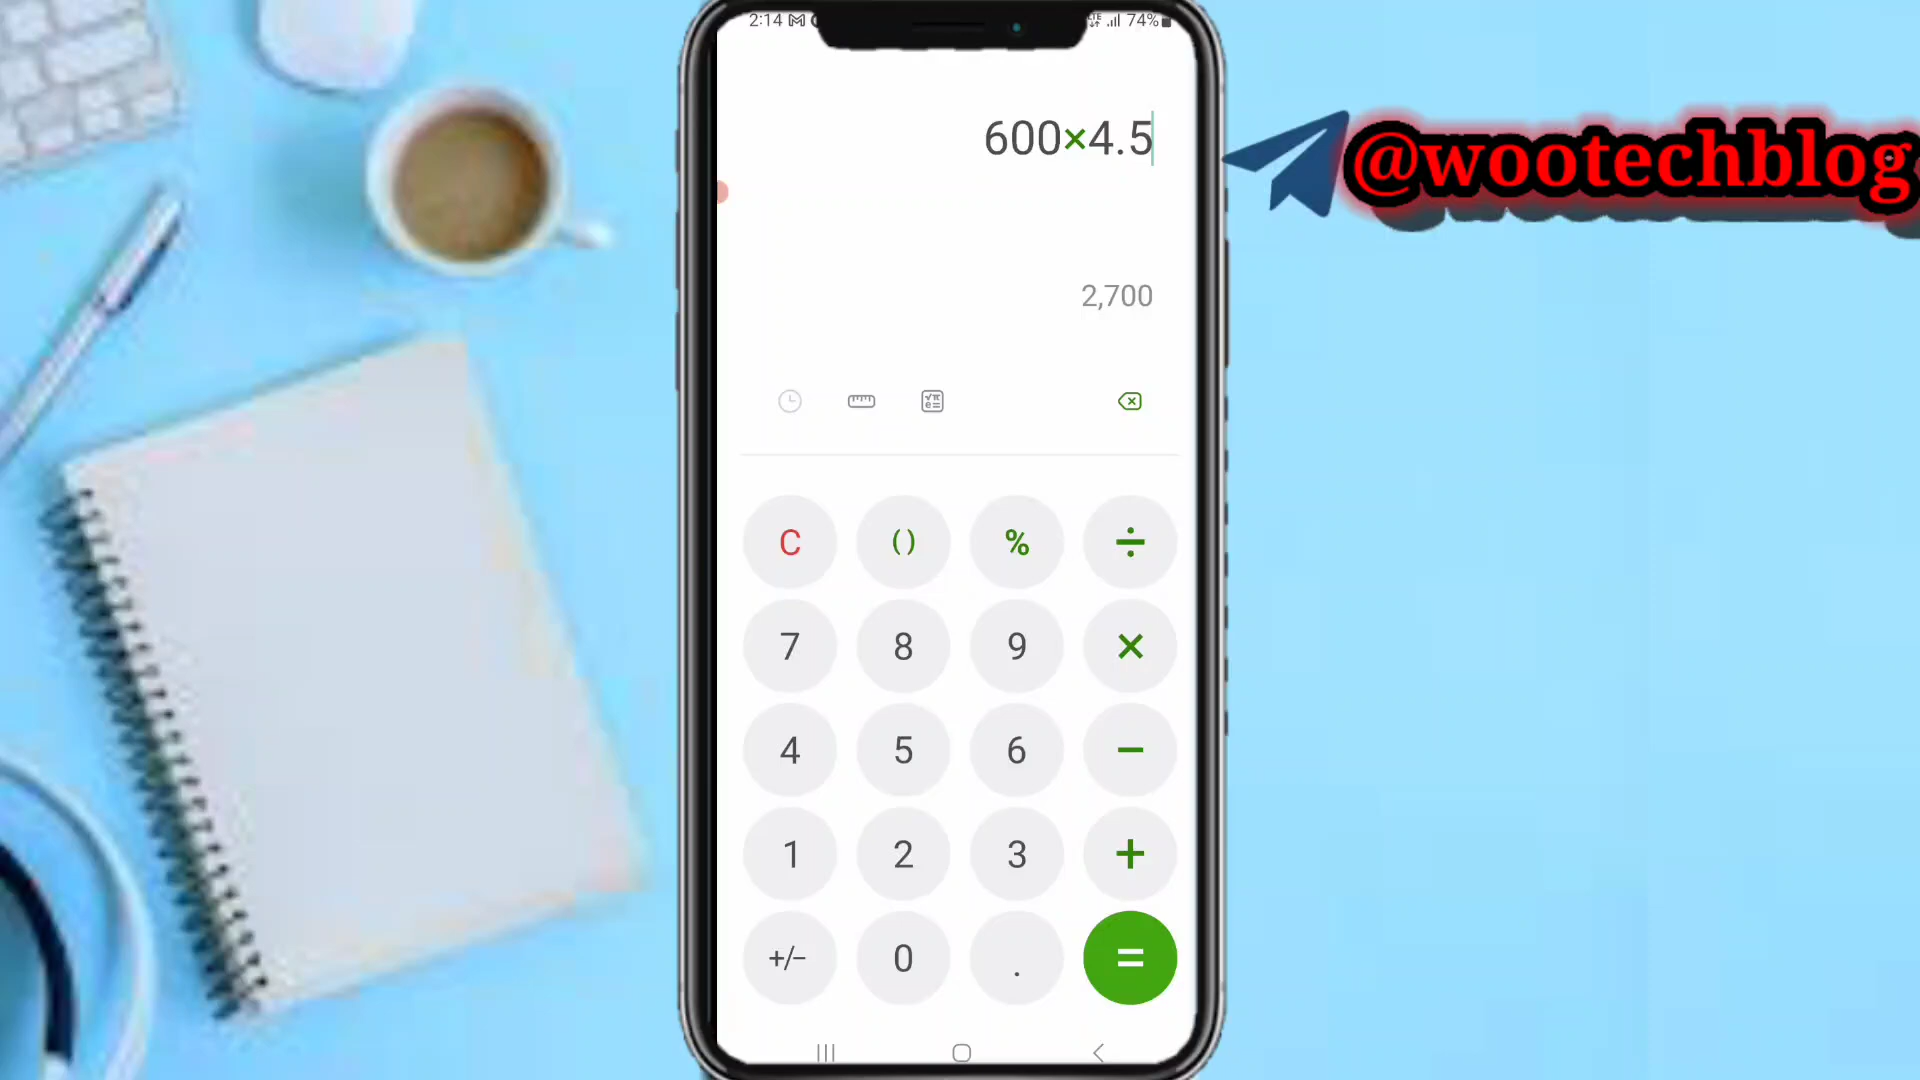 2:14
LTE 74%
@wootechblog
600×4.5
2,700
C () % ÷
7 8 9 ×
4 5 6 −
1 2 3 +
+/− 0 . =